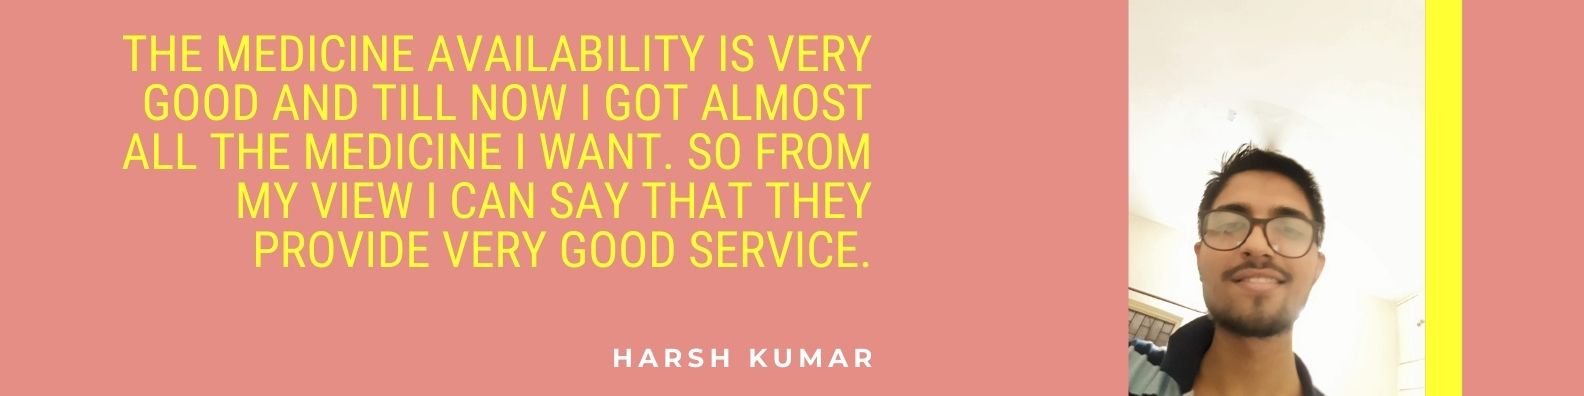 THE MEDICINE AVAILABILITY IS VERY
GOOD AND TILL NOW I GOT ALMOST
ALL THE MEDICINE I WANT. SO FROM
MY VIEW I CAN SAY THAT THEY
PROVIDE VERY GOOD SERVICE.
HARSH KUMAR